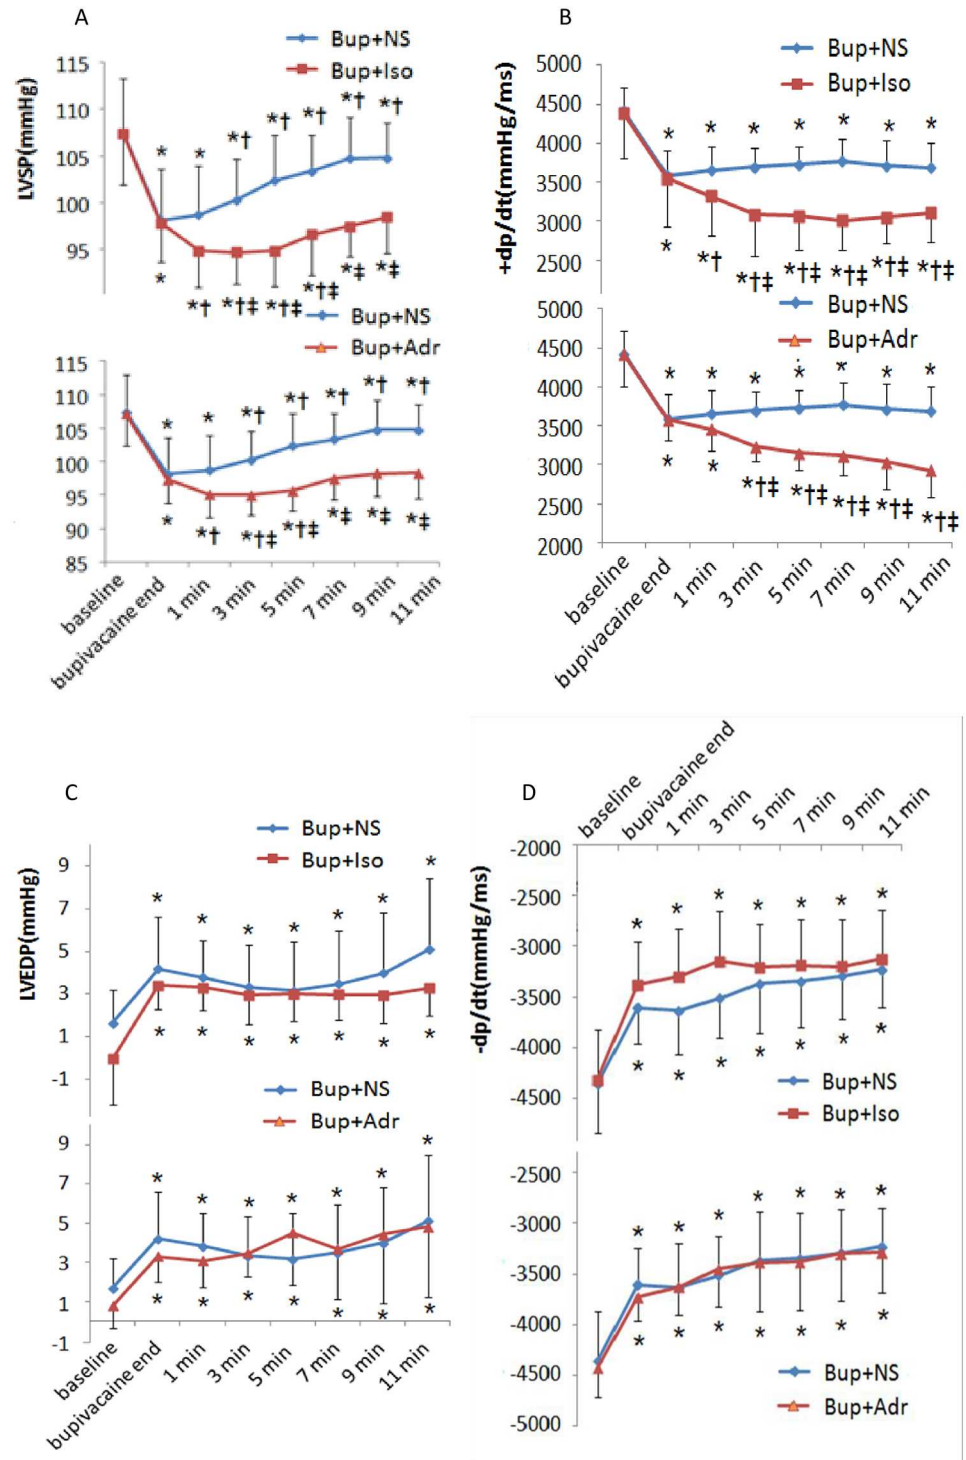 A
Bup+NS
Bup+Iso
LVSP(mmHg)
115
110
105
100
95
* * *† *† *† *† *†
* *† *†‡ *†‡ *†‡ *‡ *‡
Bup+NS
Bup+Adr
115
110
105
100
95
90
85
* * *† *† *† *† *†
* *† *†‡ *†‡ *‡ *‡ *‡
baseline
bupivacaine end
1 min
3 min
5 min
7 min
9 min
11 min
B
Bup+NS
Bup+Iso
+dp/dt(mmHg/ms)
5000
4500
4000
3500
3000
2500
* * * * * * *
* *† *†‡ *†‡ *†‡ *†‡ *†‡
Bup+NS
Bup+Adr
5000
4500
4000
3500
3000
2500
2000
* * * * * * *
* * *†‡ *†‡ *†‡ *†‡ *†‡
baseline
bupivacaine end
1 min
3 min
5 min
7 min
9 min
11 min
C
Bup+NS
Bup+Iso
LVEDP(mmHg)
9
7
5
3
1
-1
* * * * * * *
* * * * * * *
Bup+NS
Bup+Adr
9
7
5
3
1
-1
* * * * * * *
* * * * * * *
baseline
bupivacaine end
1 min
3 min
5 min
7 min
9 min
11 min
D
baseline
bupivacaine end
1 min
3 min
5 min
7 min
9 min
11 min
-dp/dt(mmHg/ms)
-2000
-2500
-3000
-3500
-4000
-4500
* * * * * * *
* * * * * * *
Bup+NS
Bup+Iso
-2500
-3000
-3500
-4000
-4500
-5000
* * * * * * *
* * * * * * *
Bup+NS
Bup+Adr